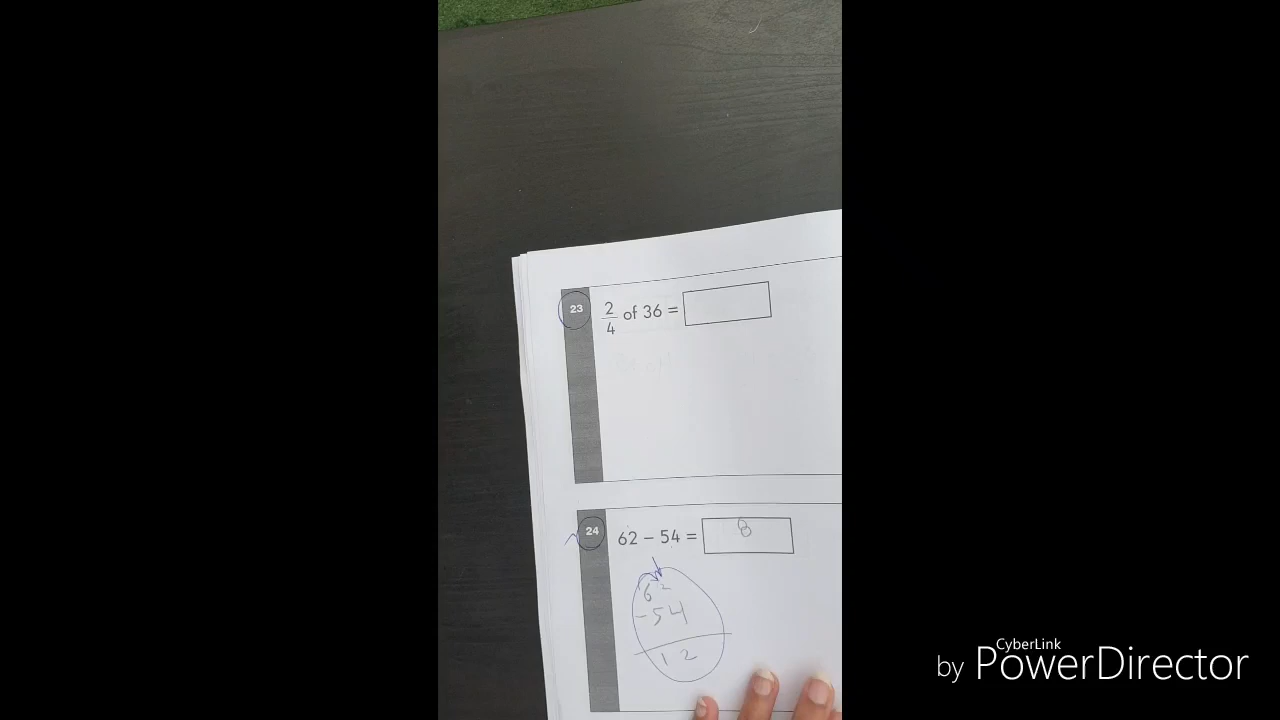 23
2/4 of 36 =
24
62 − 54 = 8
62
-54
12
CyberLink
by PowerDirector